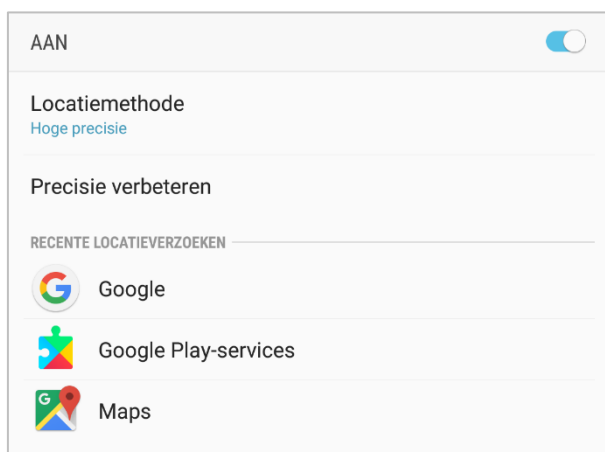 AAN
Locatiemethode
Hoge precisie
Precisie verbeteren
RECENTE LOCATIEVERZOEKEN
G
Google
Google Play-services
G
Maps